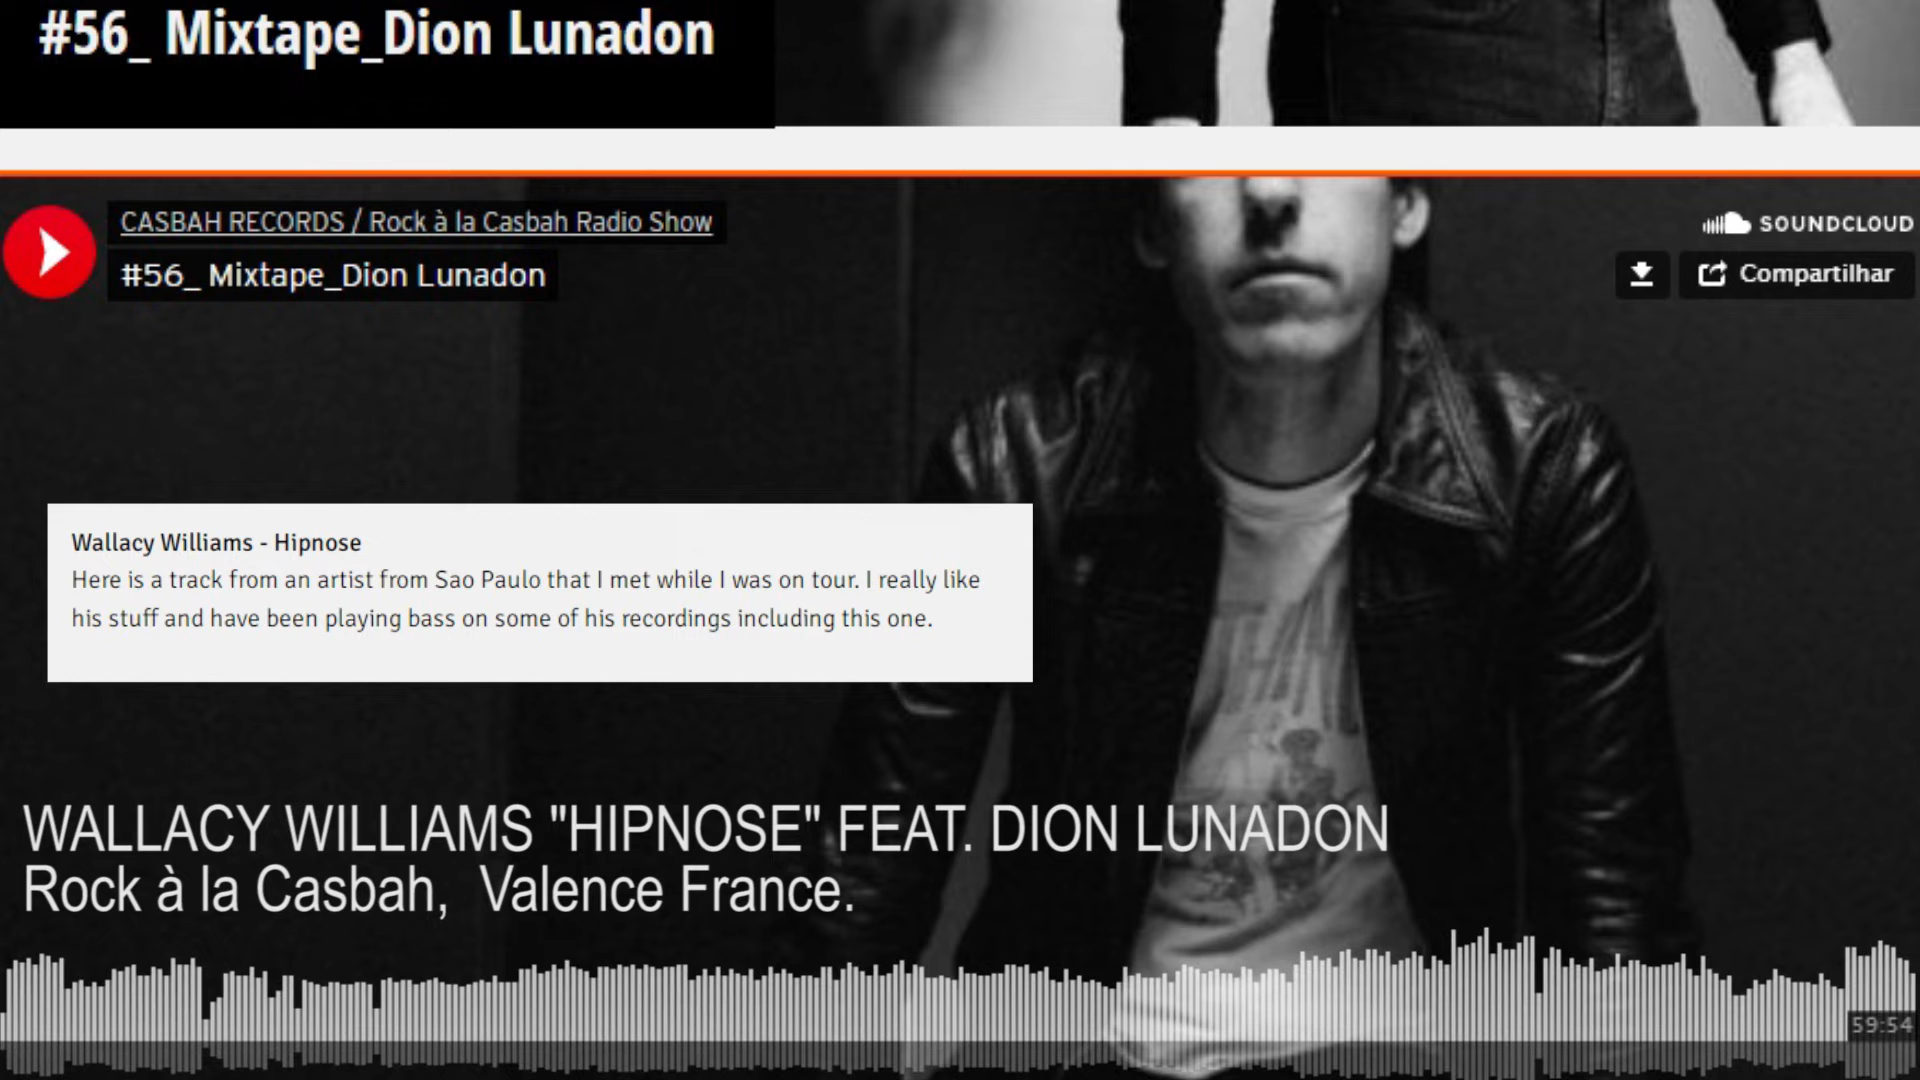 #56_ Mixtape_Dion Lunadon
CASBAH RECORDS / Rock à la Casbah Radio Show
#56_ Mixtape_Dion Lunadon
SOUNDCLOUD
Compartilhar
Wallacy Williams - Hipnose
Here is a track from an artist from Sao Paulo that I met while I was on tour. I really like
his stuff and have been playing bass on some of his recordings including this one.
WALLACY WILLIAMS "HIPNOSE" FEAT. DION LUNADON
Rock à la Casbah,  Valence France.
59:54